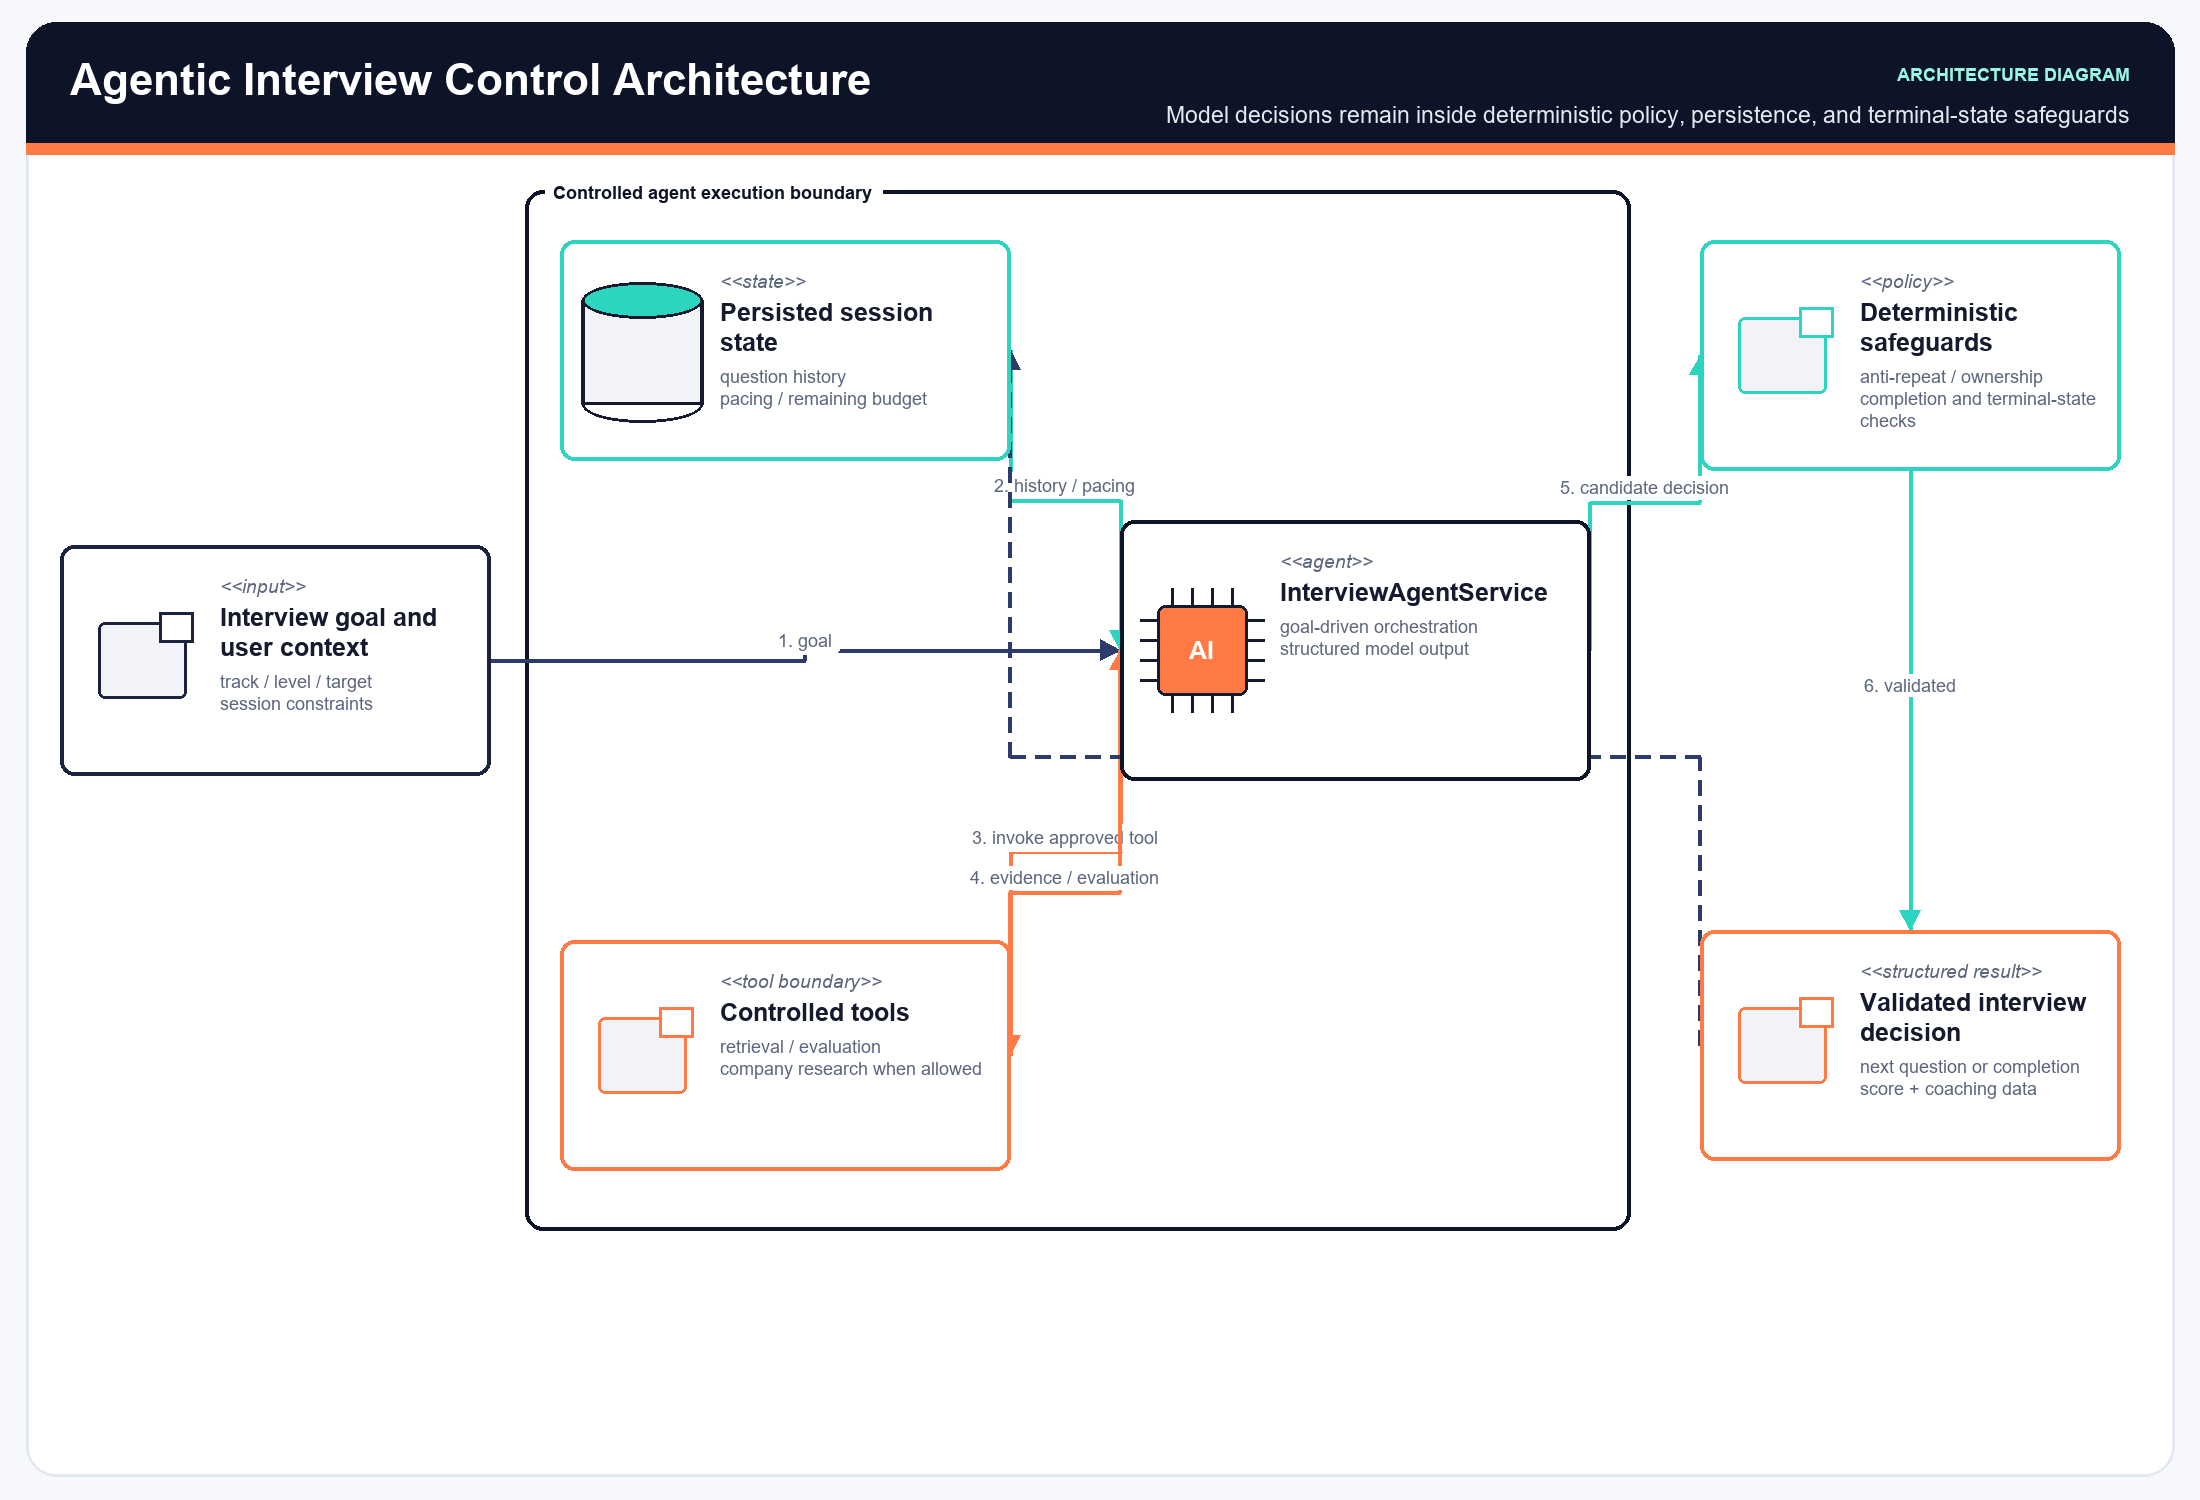 Agentic Interview Control Architecture
ARCHITECTURE DIAGRAM
Model decisions remain inside deterministic policy, persistence, and terminal-state safeguards
Controlled agent execution boundary
<<state>>
Persisted session
state
question history
pacing / remaining budget
<<policy>>
Deterministic
safeguards
anti-repeat / ownership
completion and terminal-state
checks
2. history / pacing
5. candidate decision
<<input>>
Interview goal and
user context
track / level / target
session constraints
1. goal
<<agent>>
InterviewAgentService
goal-driven orchestration
structured model output
AI
6. validated
3. invoke approved tool
4. evidence / evaluation
<<tool boundary>>
Controlled tools
retrieval / evaluation
company research when allowed
<<structured result>>
Validated interview
decision
next question or completion
score + coaching data